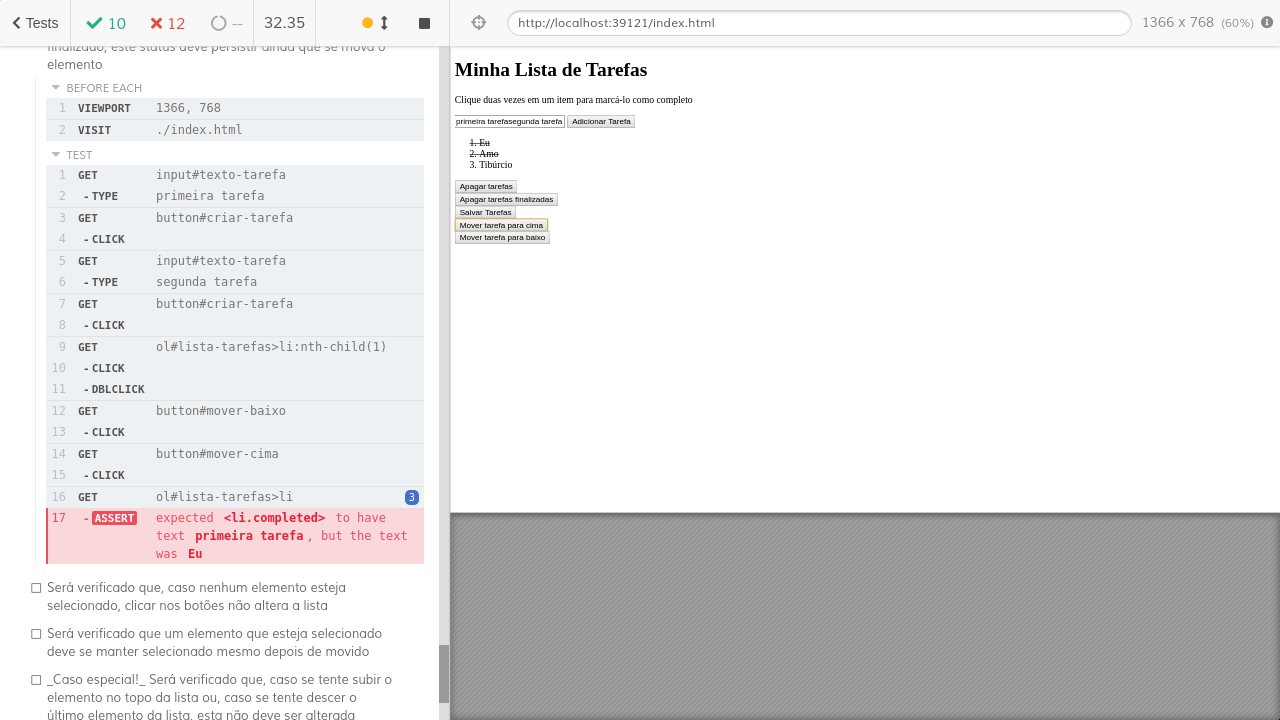 Tests
10
12
--
32.35
http://localhost:39121/index.html
1366 x 768 (60%)
finalizado, este status deve persistir ainda que se mova o
elemento
BEFORE EACH
1 VIEWPORT 1366, 768
2 VISIT ./index.html
TEST
1 GET input#texto-tarefa
2 -TYPE primeira tarefa
3 GET button#criar-tarefa
4 -CLICK
5 GET input#texto-tarefa
6 -TYPE segunda tarefa
7 GET button#criar-tarefa
8 -CLICK
9 GET ol#lista-tarefas>li:nth-child(1)
10 -CLICK
11 -DBLCLICK
12 GET button#mover-baixo
13 -CLICK
14 GET button#mover-cima
15 -CLICK
16 GET ol#lista-tarefas>li 3
17 -ASSERT expected <li.completed> to have
text primeira tarefa, but the text
was Eu
Será verificado que, caso nenhum elemento esteja
selecionado, clicar nos botões não altera a lista
Será verificado que um elemento que esteja selecionado
deve se manter selecionado mesmo depois de movido
_Caso especial!_ Será verificado que, caso se tente subir o
elemento no topo da lista ou, caso se tente descer o
último elemento da lista, esta não deve ser alterada
Minha Lista de Tarefas
Clique duas vezes em um item para marcá-lo como completo
primeira tarefasegunda tarefa Adicionar Tarefa
1. Eu
2. Amo
3. Tibúrcio
Apagar tarefas
Apagar tarefas finalizadas
Salvar Tarefas
Mover tarefa para cima
Mover tarefa para baixo